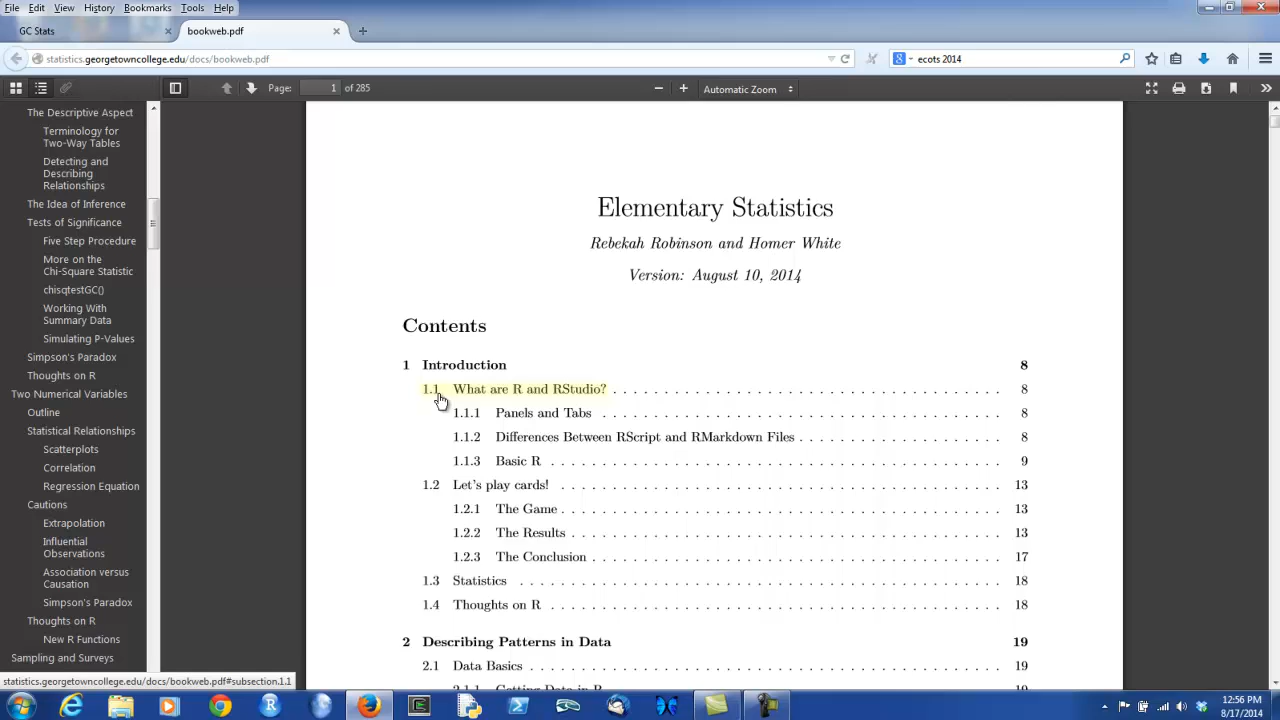 File Edit View History Bookmarks Tools Help
GC Stats
bookweb.pdf
statistics.georgetowncollege.edu/docs/bookweb.pdf
ecots 2014
Page: 1 of 285
Automatic Zoom
The Descriptive Aspect
Terminology for
Two-Way Tables
Detecting and
Describing
Relationships
The Idea of Inference
Tests of Significance
Five Step Procedure
More on the
Chi-Square Statistic
chisqtestGC()
Working With
Summary Data
Simulating P-Values
Simpson's Paradox
Thoughts on R
Two Numerical Variables
Outline
Statistical Relationships
Scatterplots
Correlation
Regression Equation
Cautions
Extrapolation
Influential
Observations
Association versus
Causation
Simpson's Paradox
Thoughts on R
New R Functions
Sampling and Surveys
Elementary Statistics
Rebekah Robinson and Homer White
Version: August 10, 2014
Contents
1 Introduction 8
1.1 What are R and RStudio? 8
1.1.1 Panels and Tabs 8
1.1.2 Differences Between RScript and RMarkdown Files 8
1.1.3 Basic R 9
1.2 Let's play cards! 13
1.2.1 The Game 13
1.2.2 The Results 13
1.2.3 The Conclusion 17
1.3 Statistics 18
1.4 Thoughts on R 18
2 Describing Patterns in Data 19
2.1 Data Basics 19
2.1.1 Getting Data in R 19
statistics.georgetowncollege.edu/docs/bookweb.pdf#subsection.1.1
12:56 PM
8/17/2014